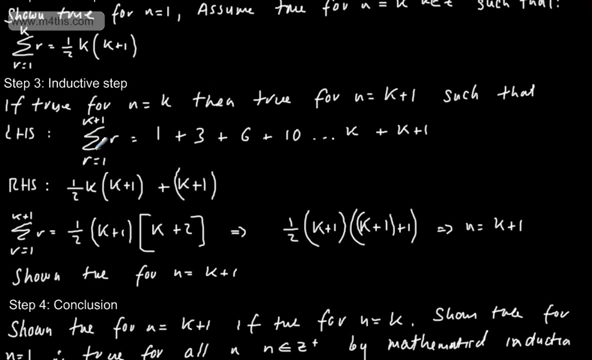 Shown true for n=1, Assume true for n = k k∈Z⁺ such that:
www.m4ths.com
k
∑ r = ½ k (k+1)
r=1
Step 3: Inductive step
If true for n = k then true for n = k+1 such that
LHS: k+1
∑ r = 1 + 3 + 6 + 10 ... k + k+1
r=1
RHS: ½ k (k+1) + (k+1)
k+1
∑ r = ½ (k+1) [k+2] ⇒ ½ (k+1) ((k+1)+1) ⇒ n = k+1
r=1
Shown true for n = k+1
Step 4: Conclusion
Shown true for n = k+1 if true for n = k. Shown true for
n=1 ∴ true for all n n∈Z⁺ by mathematical induction